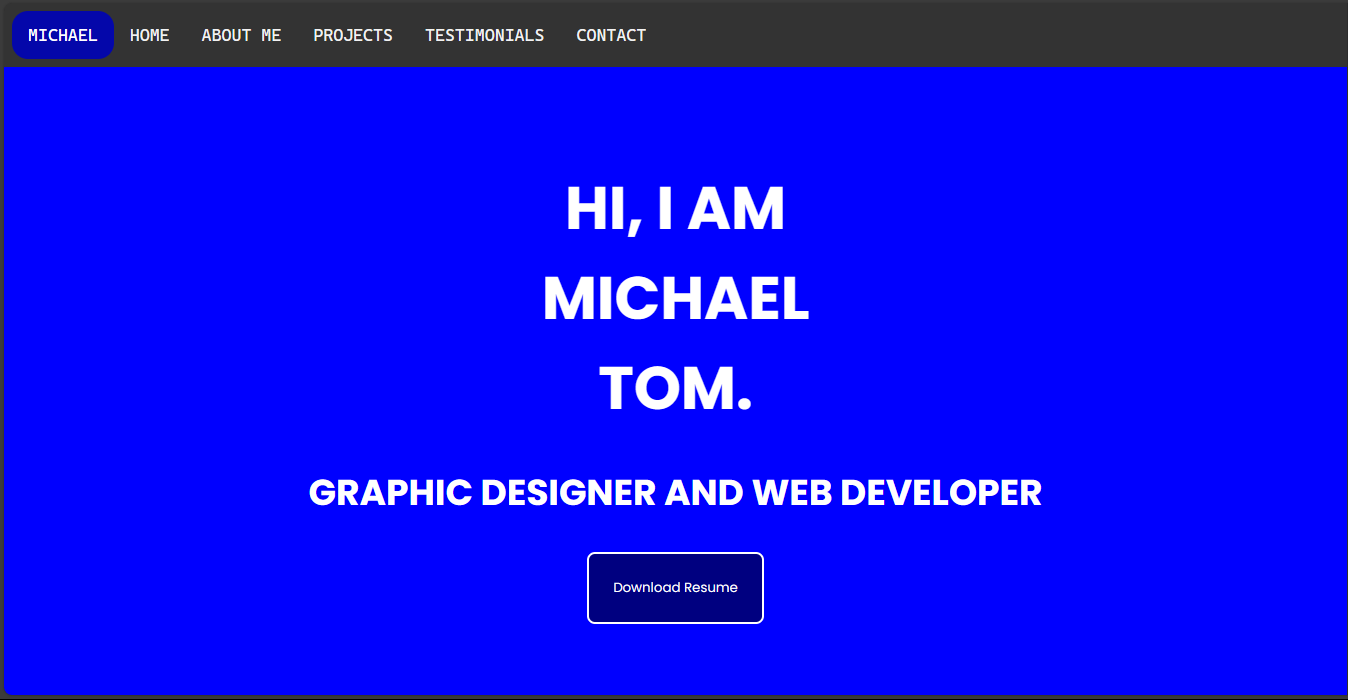 MICHAEL HOME ABOUT ME PROJECTS TESTIMONIALS CONTACT
HI, I AM
MICHAEL
TOM.
GRAPHIC DESIGNER AND WEB DEVELOPER
Download Resume